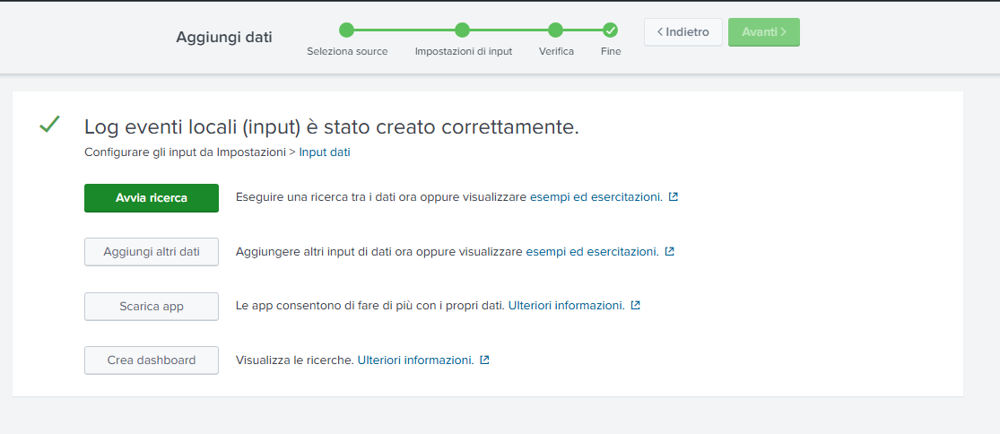 Aggiungi dati
Seleziona source
Impostazioni di input
Verifica
Fine
< Indietro
Avanti >
Log eventi locali (input) è stato creato correttamente.
Configurare gli input da Impostazioni > Input dati
Avvia ricerca
Eseguire una ricerca tra i dati ora oppure visualizzare esempi ed esercitazioni.
Aggiungi altri dati
Aggiungere altri input di dati ora oppure visualizzare esempi ed esercitazioni.
Scarica app
Le app consentono di fare di più con i propri dati. Ulteriori informazioni.
Crea dashboard
Visualizza le ricerche. Ulteriori informazioni.